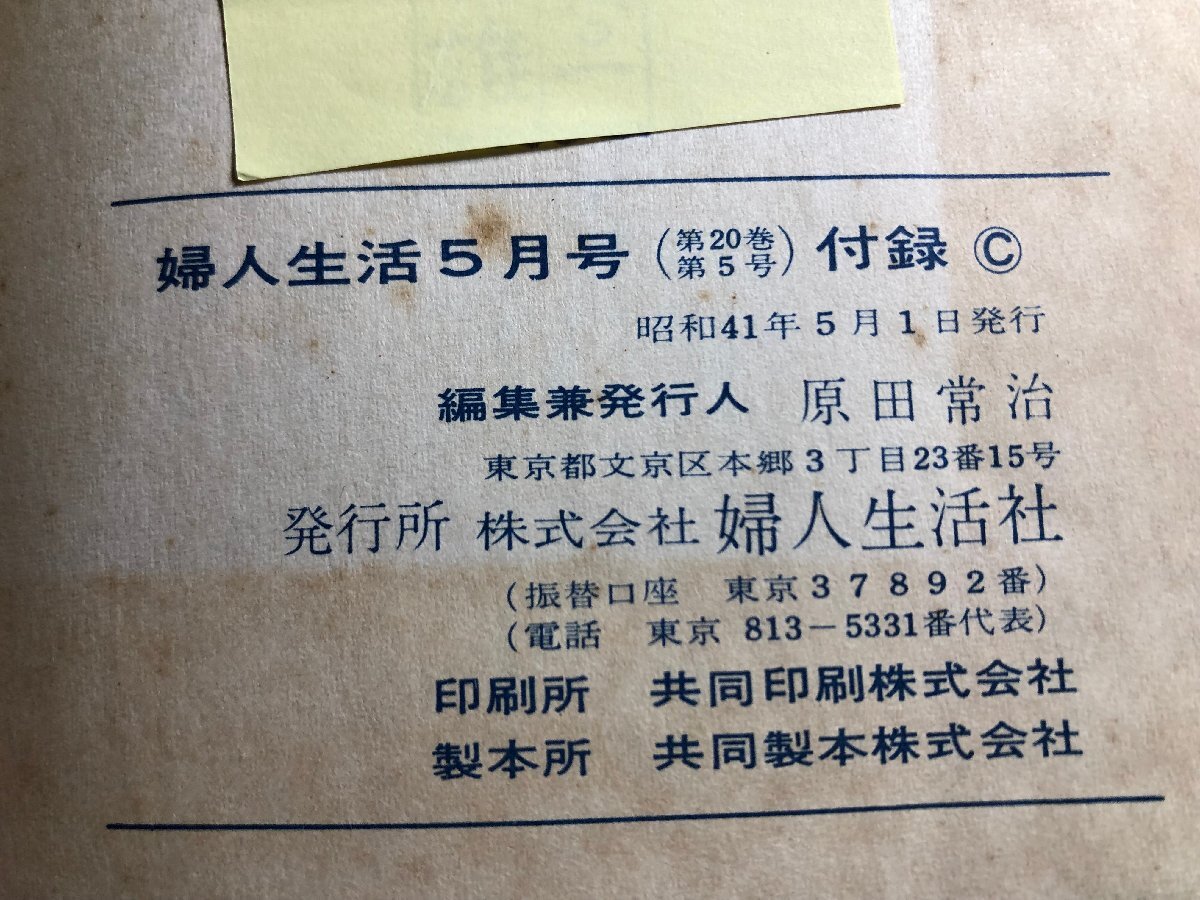 婦人生活5月号(第20巻第5号)付録 ©
昭和41年5月1日発行
編集兼発行人 原田常治
東京都文京区本郷3丁目23番15号
発行所 株式会社 婦人生活社
(振替口座 東京37892番)
(電話 東京 813-5331番代表)
印刷所 共同印刷株式会社
製本所 共同製本株式会社